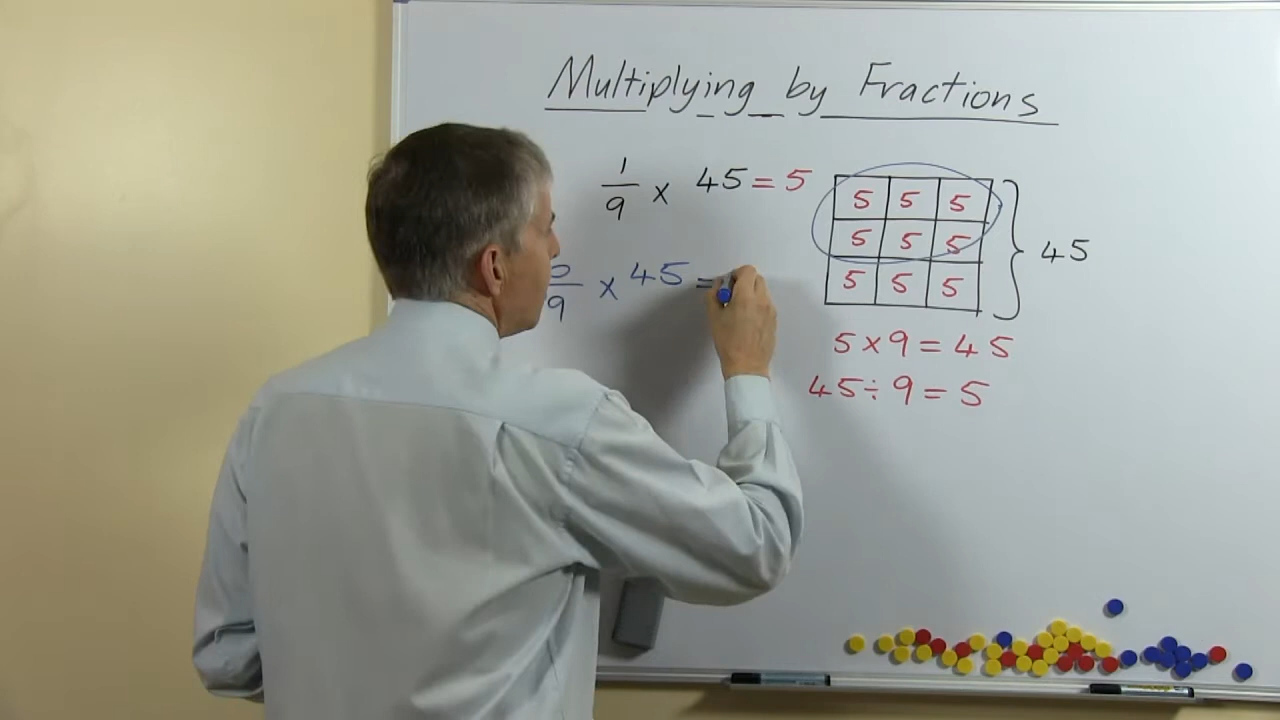 Multiplying by Fractions
1/9 × 45 = 5
5 5 5
5 5 5
5 5 5
45
/9 × 45 =
5 × 9 = 45
45 ÷ 9 = 5